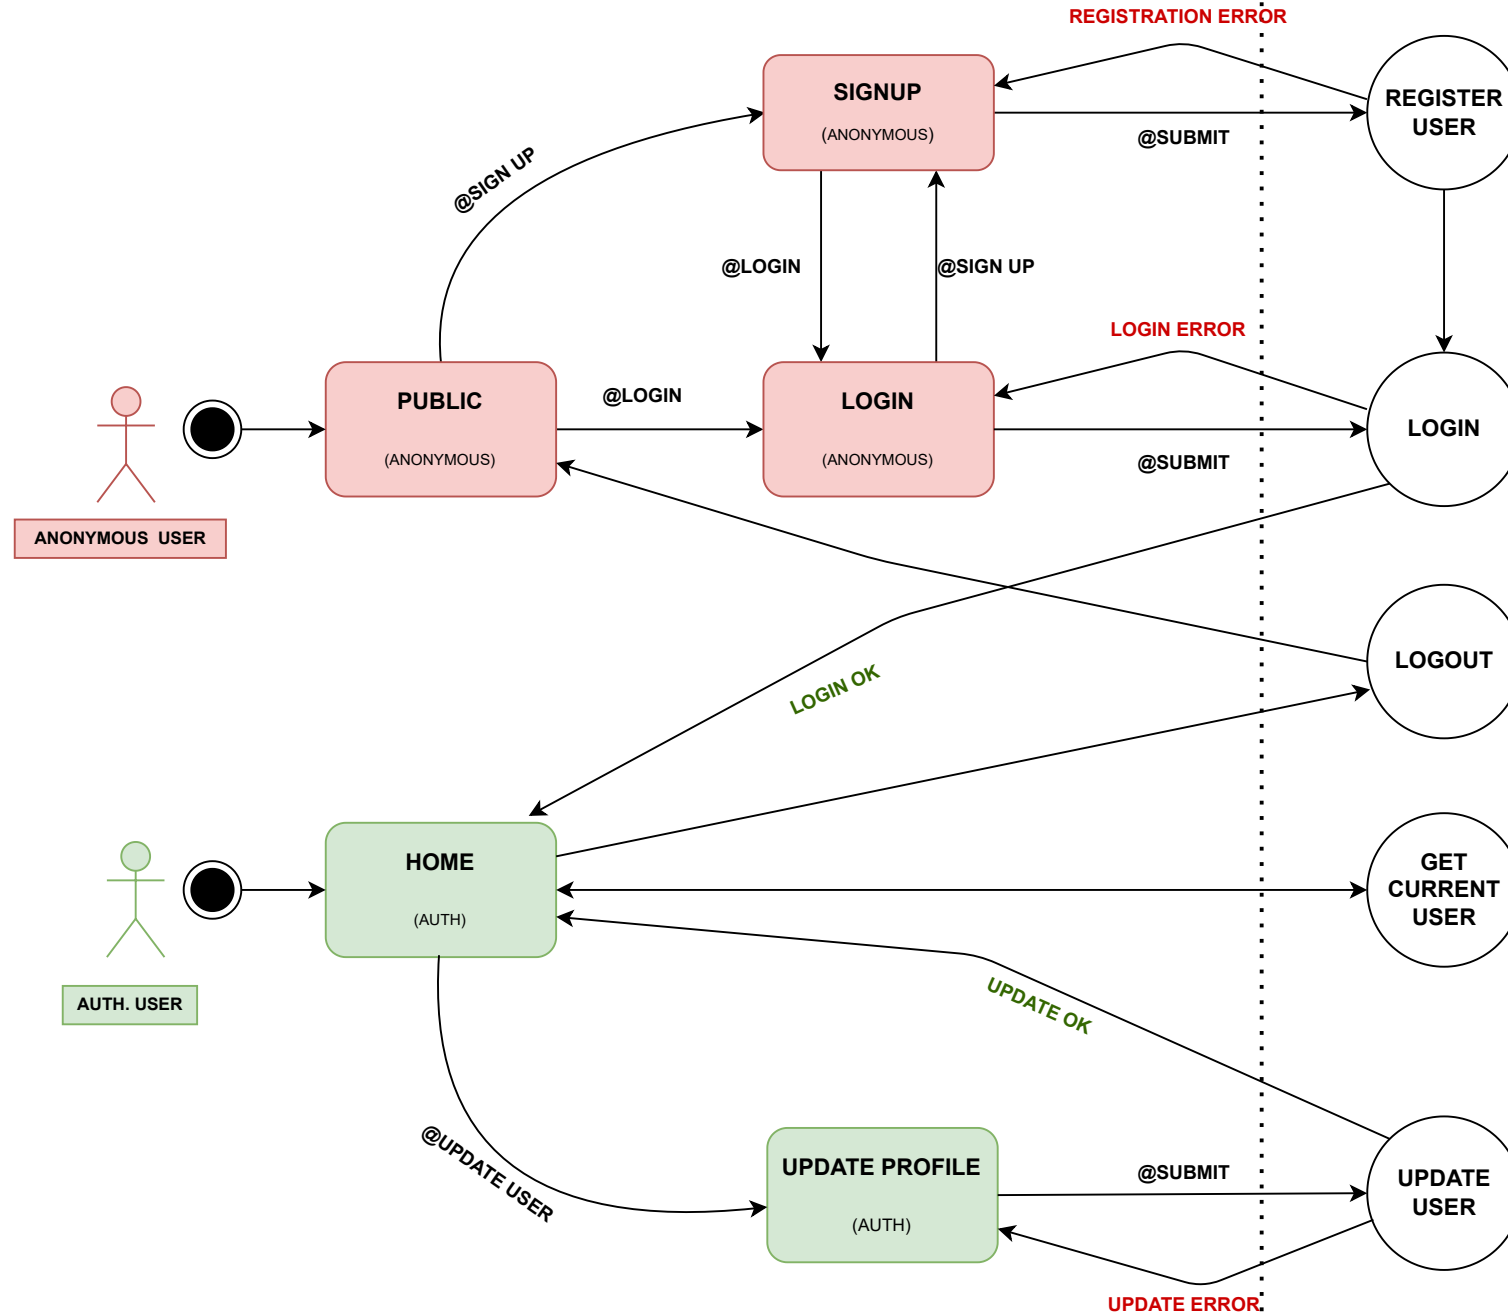 REGISTRATION ERROR
SIGNUP
(ANONYMOUS)
REGISTER
USER
@SUBMIT
@SIGN UP
@LOGIN
@SIGN UP
LOGIN ERROR
PUBLIC
(ANONYMOUS)
@LOGIN
LOGIN
(ANONYMOUS)
@SUBMIT
LOGIN
ANONYMOUS  USER
LOGOUT
LOGIN OK
HOME
(AUTH)
GET
CURRENT
USER
AUTH. USER
UPDATE OK
@UPDATE USER
UPDATE PROFILE
(AUTH)
@SUBMIT
UPDATE
USER
UPDATE ERROR